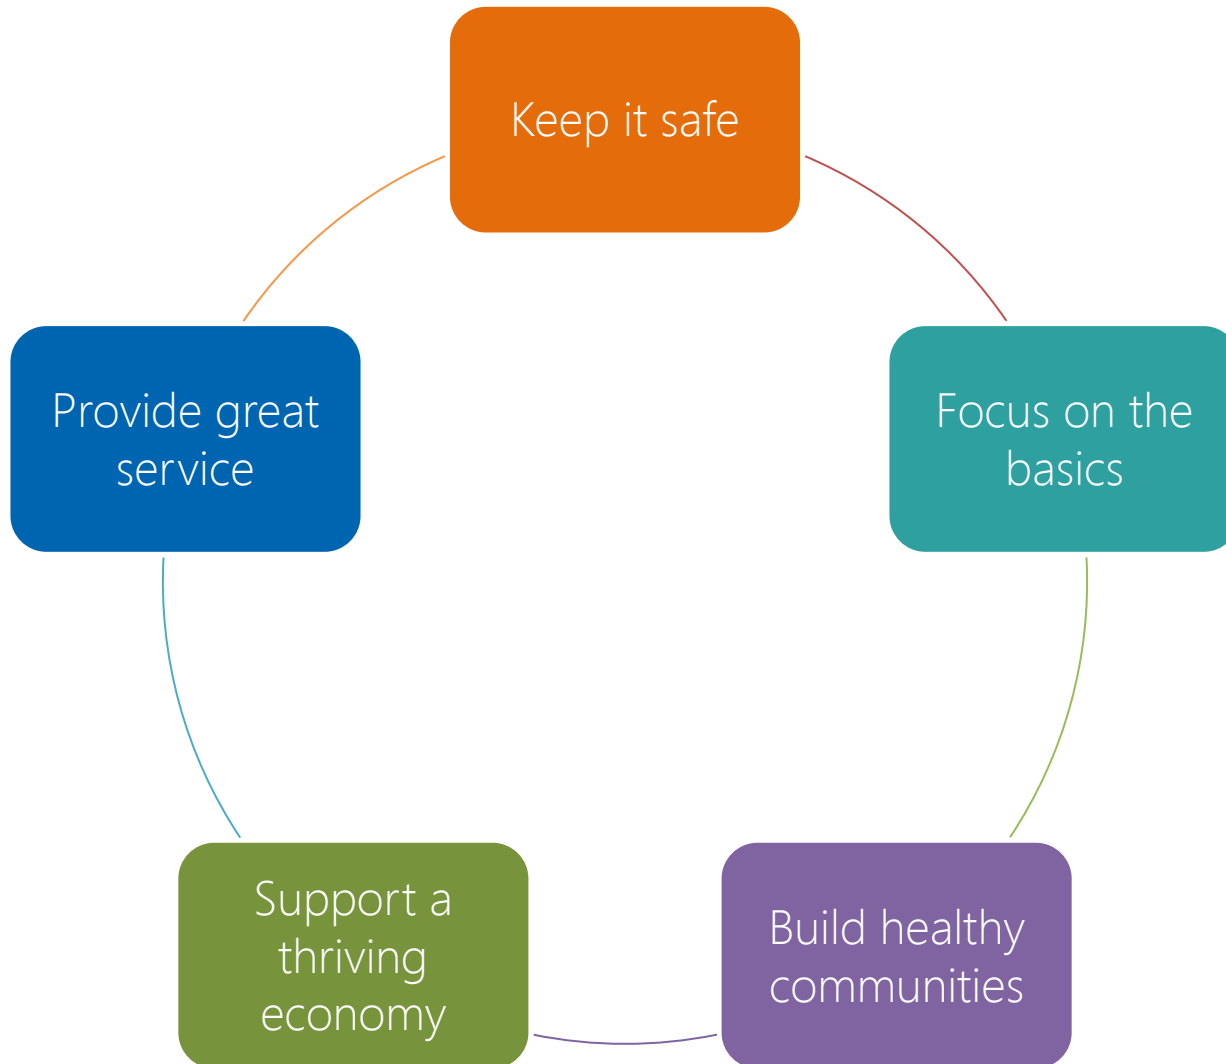 Keep it safe
Focus on the
basics
Build healthy
communities
Support a
thriving
economy
Provide great
service